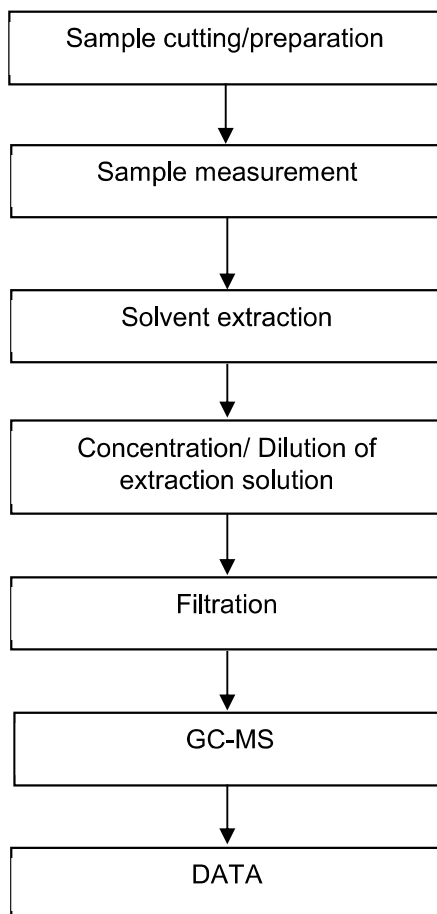 Sample cutting/preparation
Sample measurement
Solvent extraction
Concentration/ Dilution of
extraction solution
Filtration
GC-MS
DATA